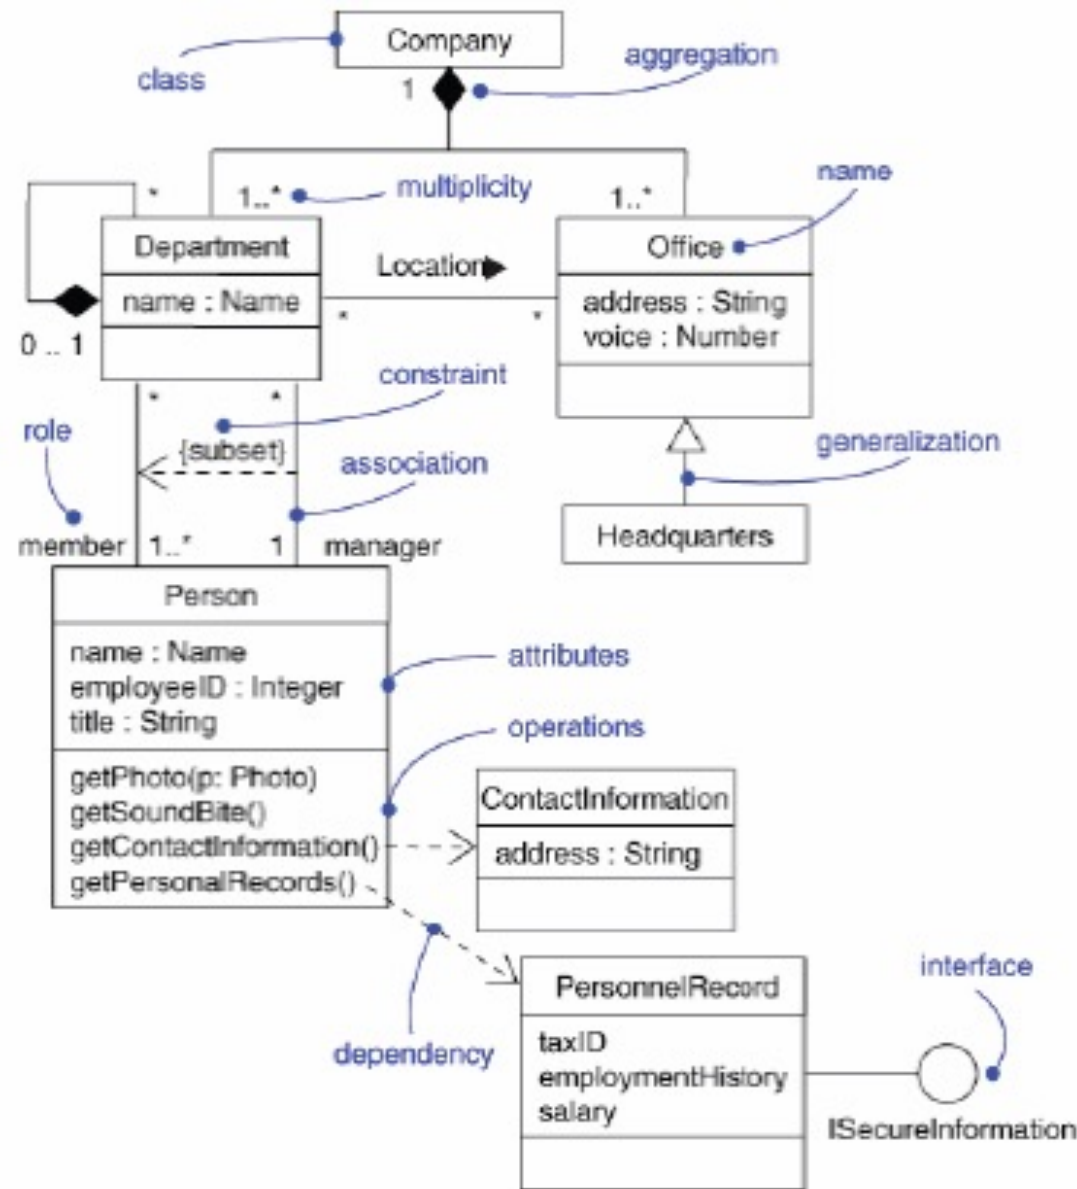 Company
class
aggregation
1
multiplicity
name
* 1..* 1..*
Department
name : Name
Location
Office
address : String
voice : Number
* *
0 .. 1
constraint
* *
{subset}
role
association
generalization
member 1..* 1 manager
Headquarters
Person
name : Name
employeeID : Integer
title : String
attributes
operations
getPhoto(p: Photo)
getSoundBite()
getContactInformation()
getPersonalRecords()
ContactInformation
address : String
dependency
PersonnelRecord
taxID
employmentHistory
salary
interface
ISecureInformation